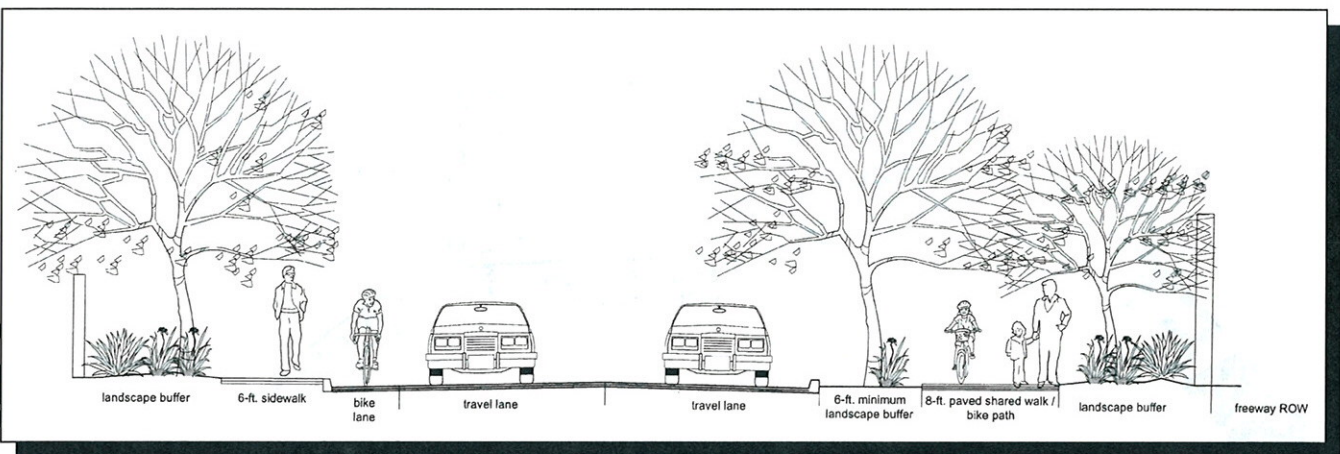 landscape buffer
6-ft. sidewalk
bike
lane
travel lane
travel lane
6-ft. minimum
landscape buffer
8-ft. paved shared walk /
bike path
landscape buffer
freeway ROW